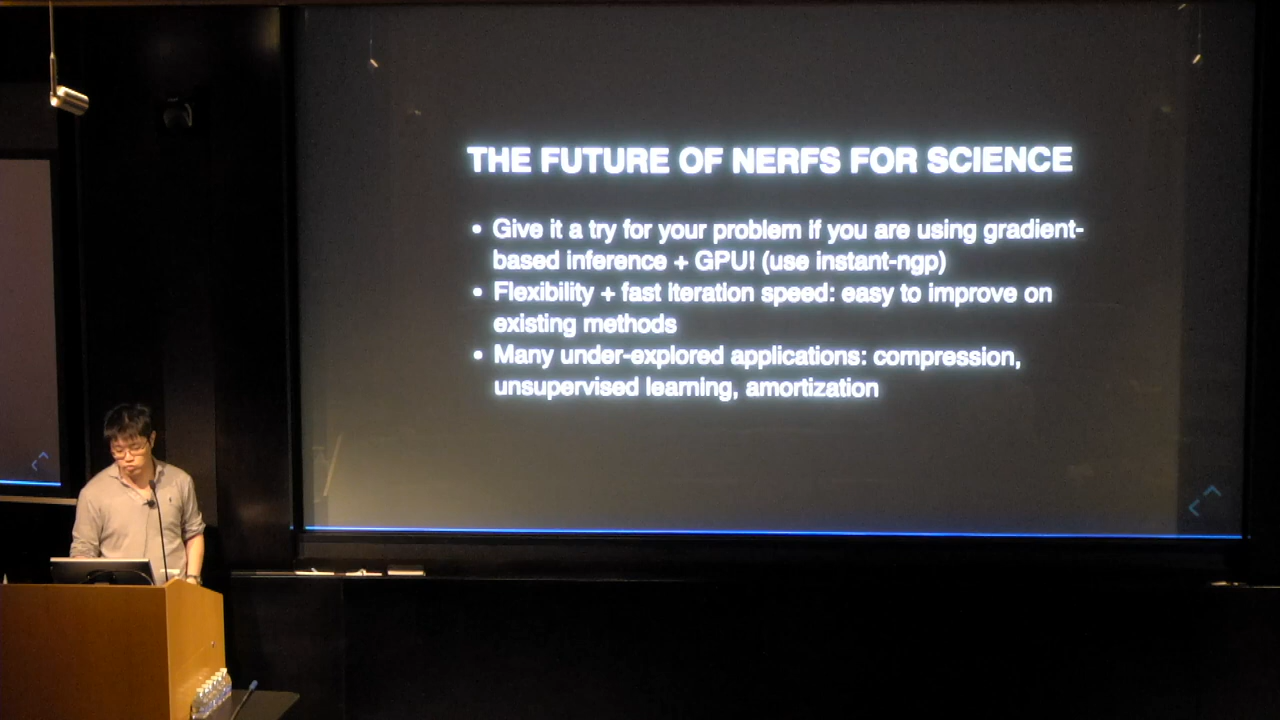 THE FUTURE OF NERFS FOR SCIENCE
• Give it a try for your problem if you are using gradient-
based inference + GPU! (use instant-ngp)
• Flexibility + fast iteration speed: easy to improve on
existing methods
• Many under-explored applications: compression,
unsupervised learning, amortization